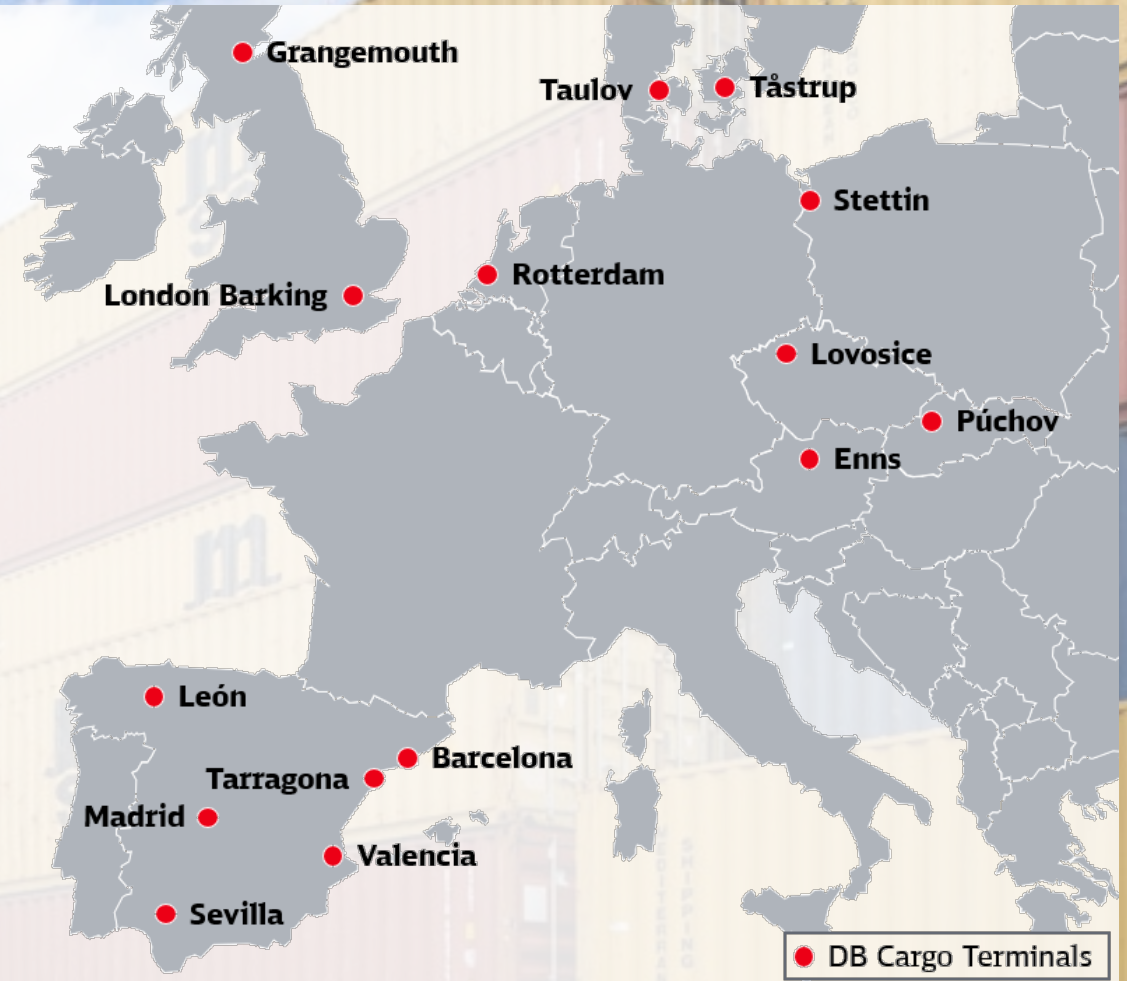 Grangemouth
Taulov
Tåstrup
Stettin
Rotterdam
London Barking
Lovosice
Púchov
Enns
León
Barcelona
Tarragona
Madrid
Valencia
Sevilla
DB Cargo Terminals